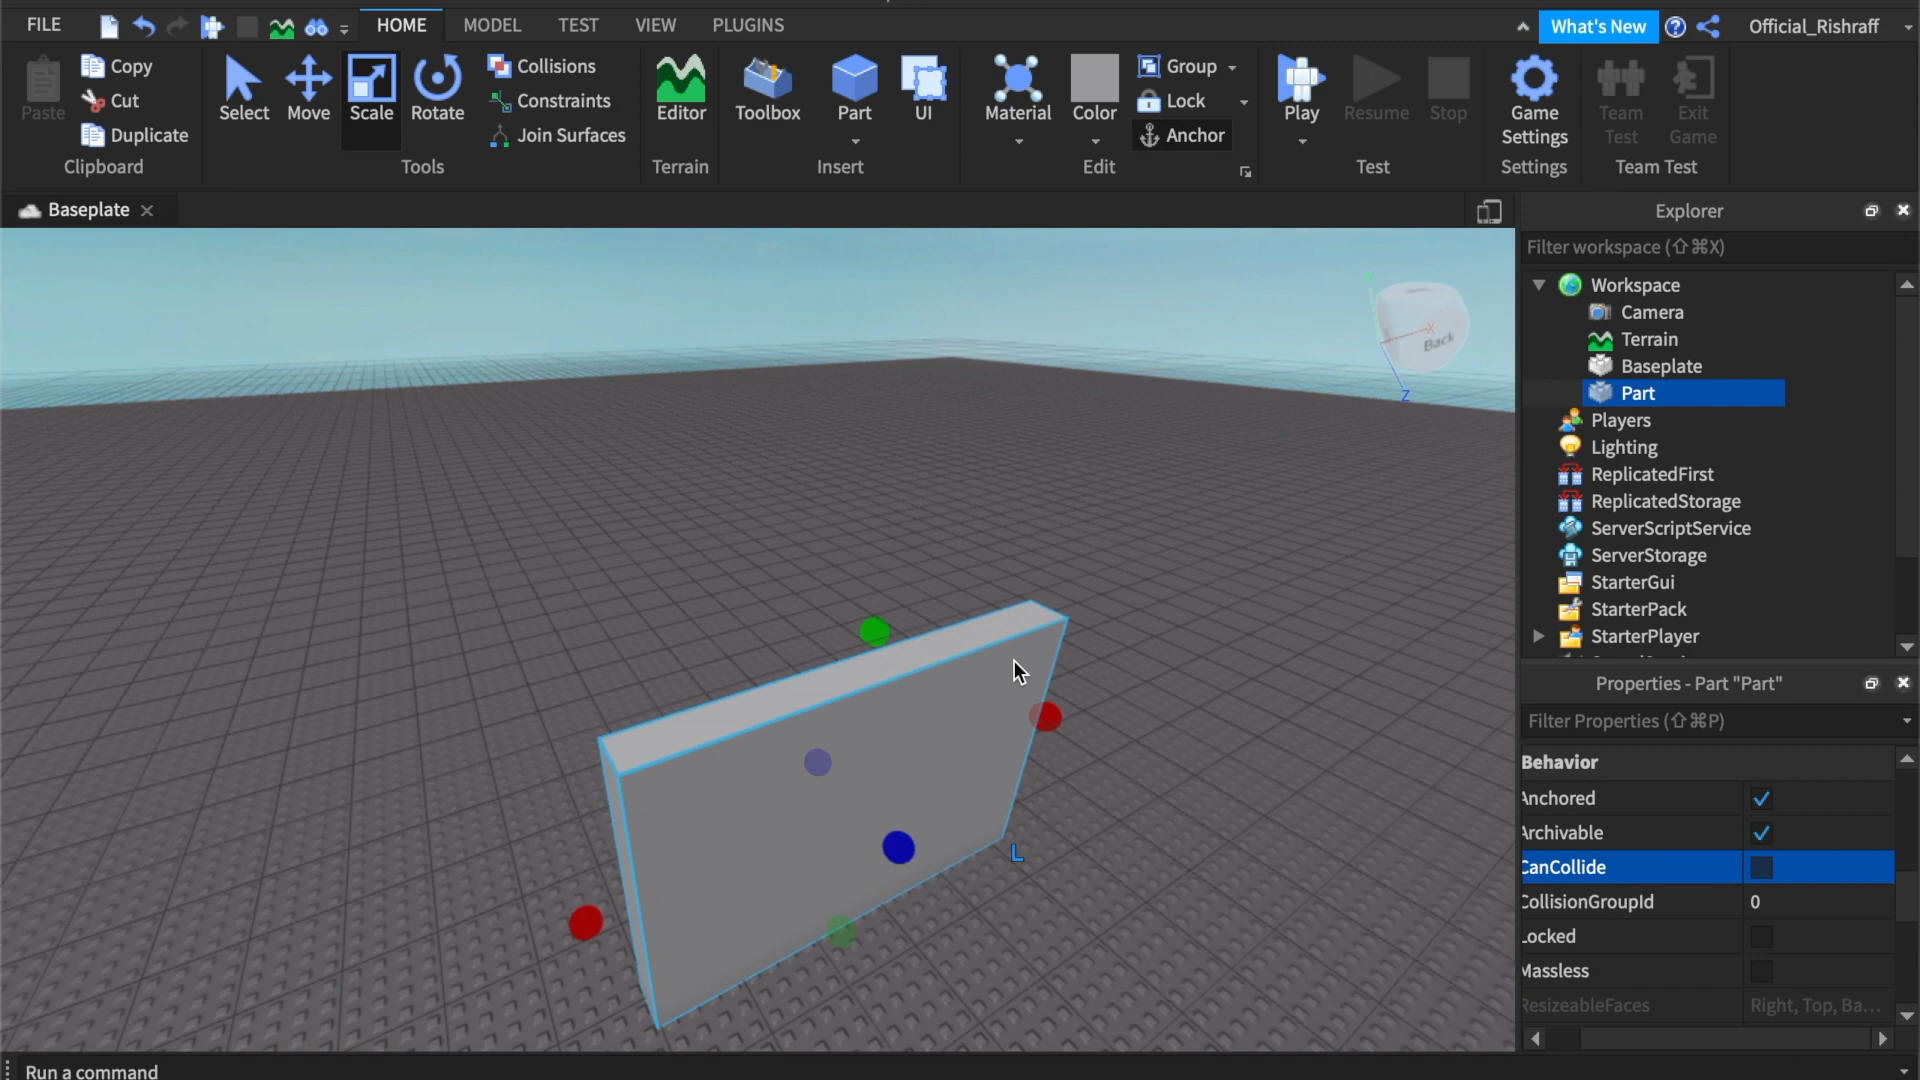 FILE HOME MODEL TEST VIEW PLUGINS What's New Official_Rishraff
Paste Copy Cut Duplicate
Clipboard
Select Move Scale Rotate Collisions Constraints Join Surfaces
Tools
Editor
Terrain
Toolbox Part UI
Insert
Material Color Group Lock Anchor
Edit
Play Resume Stop
Test
Game Settings
Settings
Team Test Exit Game
Team Test
Baseplate
Back
X
Y
Z
L
Explorer
Filter workspace (⇧⌘X)
Workspace
Camera
Terrain
Baseplate
Part
Players
Lighting
ReplicatedFirst
ReplicatedStorage
ServerScriptService
ServerStorage
StarterGui
StarterPack
StarterPlayer
Properties - Part "Part"
Filter Properties (⇧⌘P)
Behavior
Anchored
Archivable
CanCollide
CollisionGroupId 0
Locked
Massless
ResizeableFaces Right, Top, Ba...
Run a command